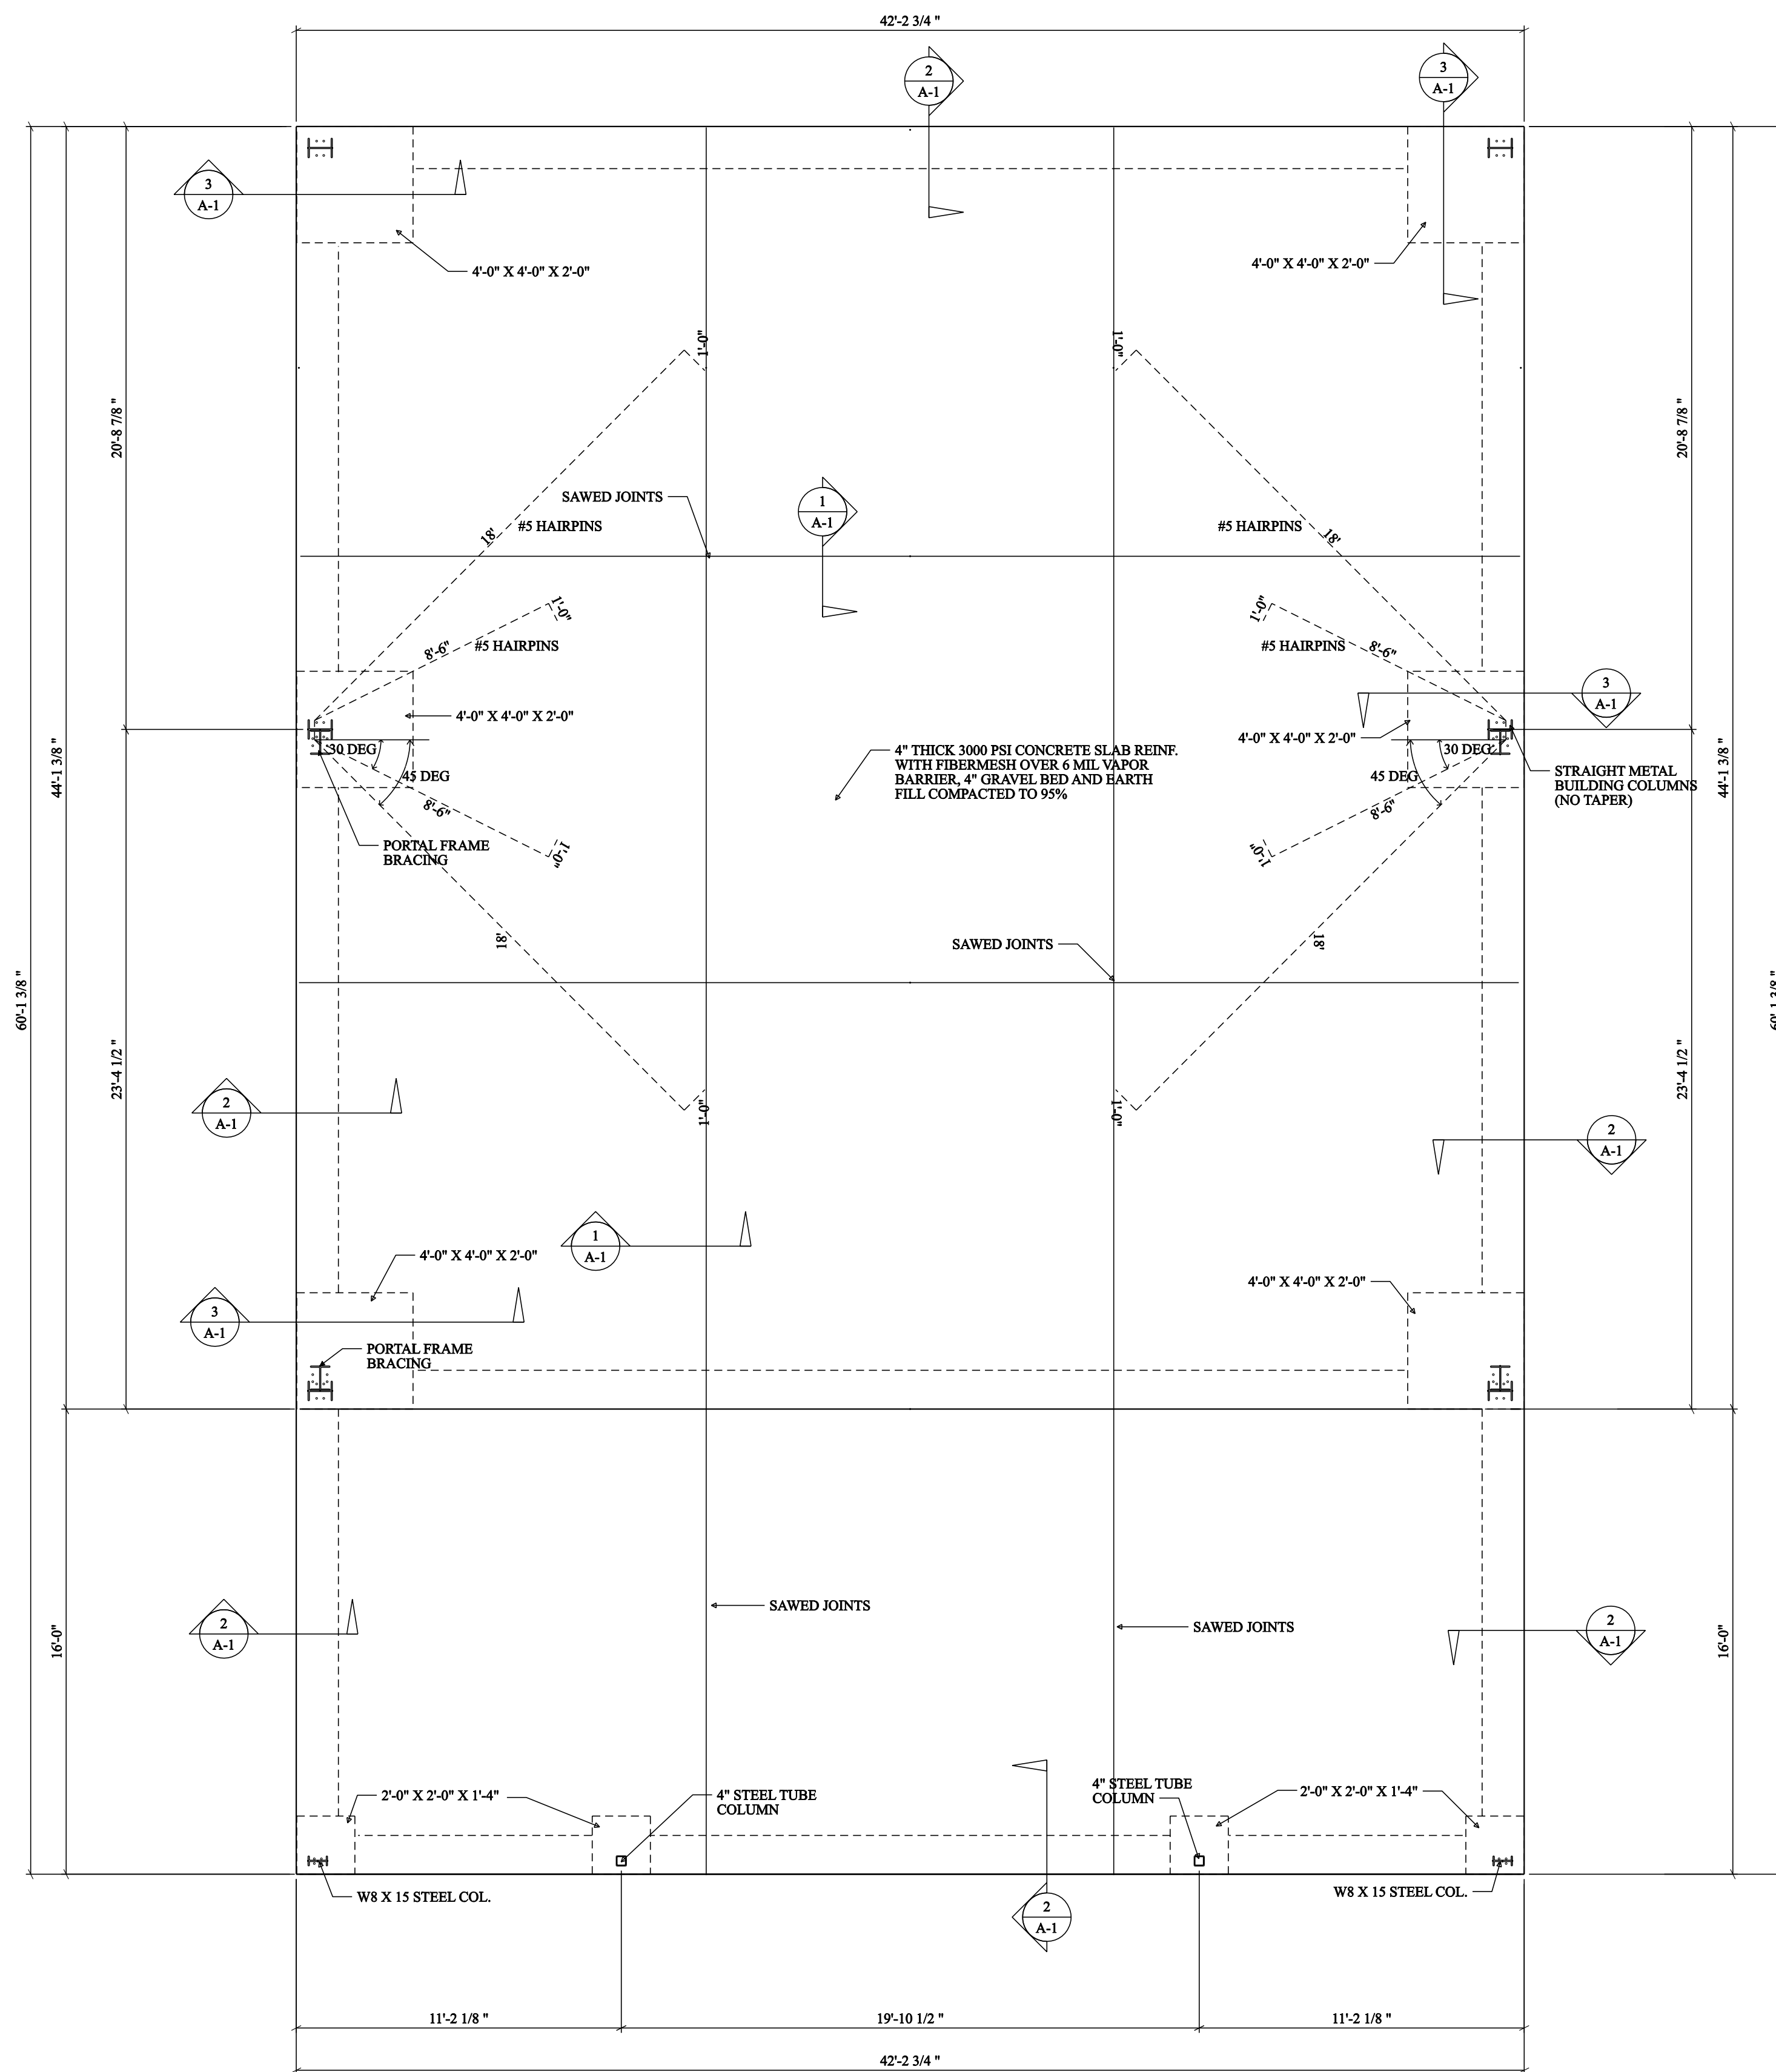 42'-2 3/4 "
2
A-1
3
A-1
3
A-1
4'-0" X 4'-0" X 2'-0"
4'-0" X 4'-0" X 2'-0"
1'-0"
1'-0"
20'-8 7/8 "
20'-8 7/8 "
SAWED JOINTS
1
A-1
18'
#5 HAIRPINS
#5 HAIRPINS
18'
1'-0"
1'-0"
8'-6"
#5 HAIRPINS
#5 HAIRPINS
8'-6"
3
A-1
4'-0" X 4'-0" X 2'-0"
4'-0" X 4'-0" X 2'-0"
30 DEG
45 DEG
30 DEG
45 DEG
4" THICK 3000 PSI CONCRETE SLAB REINF.
WITH FIBERMESH OVER 6 MIL VAPOR
BARRIER, 4" GRAVEL BED AND EARTH
FILL COMPACTED TO 95%
STRAIGHT METAL
BUILDING COLUMNS
(NO TAPER)
44'-1 3/8 "
44'-1 3/8 "
8'-6"
8'-6"
PORTAL FRAME
BRACING
1'-0"
1'-0"
18'
18'
SAWED JOINTS
60'-1 3/8 "
60'-1 3/8 "
23'-4 1/2 "
23'-4 1/2 "
2
A-1
1'-0"
1'-0"
2
A-1
1
A-1
4'-0" X 4'-0" X 2'-0"
4'-0" X 4'-0" X 2'-0"
3
A-1
PORTAL FRAME
BRACING
SAWED JOINTS
SAWED JOINTS
2
A-1
2
A-1
16'-0"
16'-0"
2'-0" X 2'-0" X 1'-4"
4" STEEL TUBE
COLUMN
4" STEEL TUBE
COLUMN
2'-0" X 2'-0" X 1'-4"
W8 X 15 STEEL COL.
W8 X 15 STEEL COL.
2
A-1
11'-2 1/8 "
19'-10 1/2 "
11'-2 1/8 "
42'-2 3/4 "